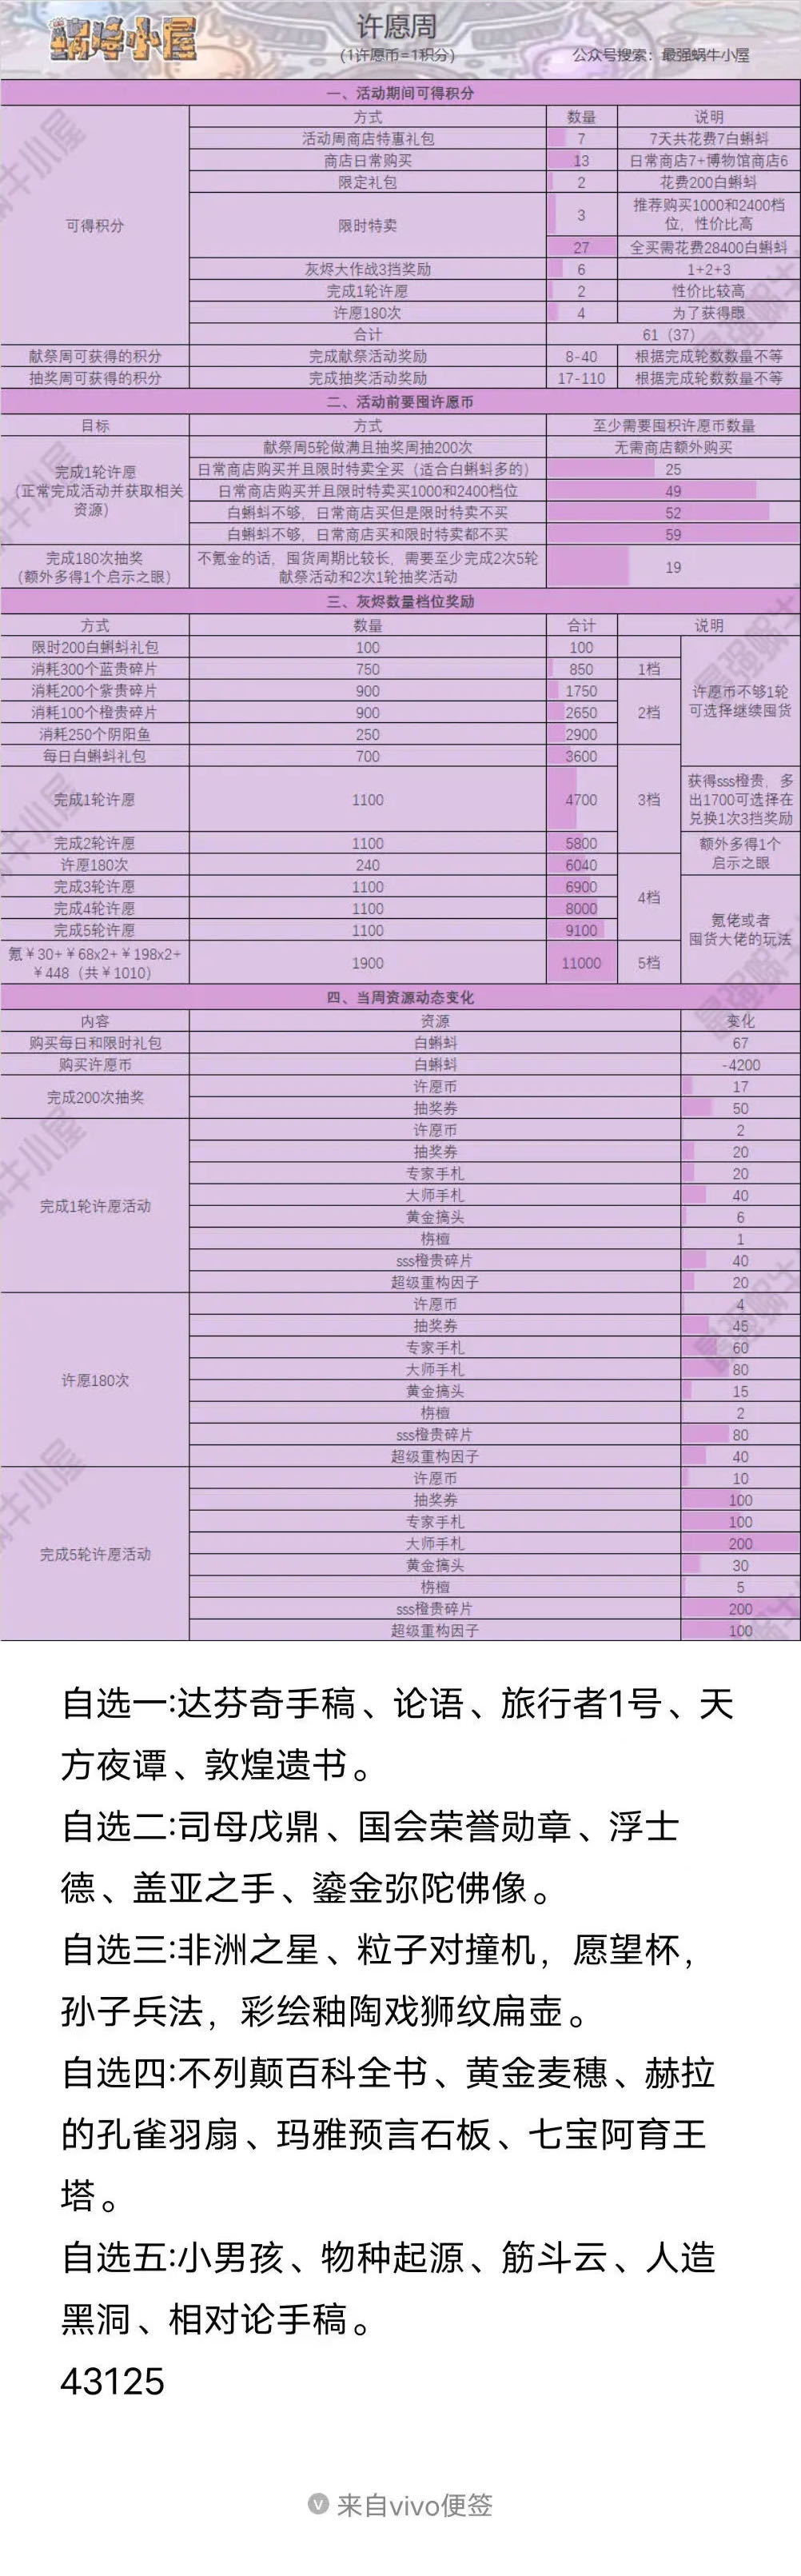 蜗牛小屋
许愿周
(1许愿币=1积分)
公众号搜索：最强蜗牛小屋
一、活动期间可得积分
可得积分
方式 数量 说明
活动周商店特惠礼包 7 7天共花费7白蝌蚪
商店日常购买 13 日常商店7+博物馆商店6
限定礼包 2 花费200白蝌蚪
限时特卖
3 推荐购买1000和2400档
位，性价比高
27 全买需花费28400白蝌蚪
灰烬大作战3挡奖励 6 1+2+3
完成1轮许愿 2 性价比较高
许愿180次 4 为了获得眼
合计 61（37）
献祭周可获得的积分 完成献祭活动奖励 8-40 根据完成轮数数量不等
抽奖周可获得的积分 完成抽奖活动奖励 17-110 根据完成轮数数量不等
二、活动前要囤许愿币
目标 方式 至少需要囤积许愿币数量
完成1轮许愿
(正常完成活动并获取相关
资源)
献祭周5轮做满且抽奖周抽200次 无需商店额外购买
日常商店购买并且限时特卖全买（适合白蝌蚪多的） 25
日常商店购买并且限时特卖买1000和2400档位 49
白蝌蚪不够，日常商店买但是限时特卖不买 52
白蝌蚪不够，日常商店买和限时特卖都不买 59
完成180次抽奖
（额外多得1个启示之眼）
不氪金的话，囤货周期比较长，需要至少完成2次5轮
献祭活动和2次1轮抽奖活动
19
三、灰烬数量档位奖励
方式 数量 合计 说明
限时200白蝌蚪礼包 100 100
消耗300个蓝贵碎片 750 850 1档
消耗200个紫贵碎片 900 1750
消耗100个橙贵碎片 900 2650 2档
消耗250个阴阳鱼 250 2900
许愿币不够1轮
可选择继续囤货
每日白蝌蚪礼包 700 3600
完成1轮许愿 1100 4700 3档
获得sss橙贵，多
出1700可选择在
兑换1次3挡奖励
完成2轮许愿 1100 5800
许愿180次 240 6040
额外多得1个
启示之眼
完成3轮许愿 1100 6900
完成4轮许愿 1100 8000
完成5轮许愿 1100 9100
4档
氪佬或者
囤货大佬的玩法
氪￥30+￥68x2+￥198x2+
￥448（共￥1010）
1900 11000 5档
四、当周资源动态变化
内容 资源 变化
购买每日和限时礼包 白蝌蚪 67
购买许愿币 白蝌蚪 -4200
完成200次抽奖
许愿币 17
抽奖券 50
完成1轮许愿活动
许愿币 2
抽奖券 20
专家手札 20
大师手札 40
黄金搞头 6
栴檀 1
sss橙贵碎片 40
超级重构因子 20
许愿180次
许愿币 4
抽奖券 45
专家手札 60
大师手札 80
黄金搞头 15
栴檀 2
sss橙贵碎片 80
超级重构因子 40
完成5轮许愿活动
许愿币 10
抽奖券 100
专家手札 100
大师手札 200
黄金搞头 30
栴檀 5
sss橙贵碎片 200
超级重构因子 100
自选一:达芬奇手稿、论语、旅行者1号、天
方夜谭、敦煌遗书。
自选二:司母戊鼎、国会荣誉勋章、浮士
德、盖亚之手、鎏金弥陀佛像。
自选三:非洲之星、粒子对撞机，愿望杯，
孙子兵法，彩绘釉陶戏狮纹扁壶。
自选四:不列颠百科全书、黄金麦穗、赫拉
的孔雀羽扇、玛雅预言石板、七宝阿育王
塔。
自选五:小男孩、物种起源、筋斗云、人造
黑洞、相对论手稿。
43125
来自vivo便签